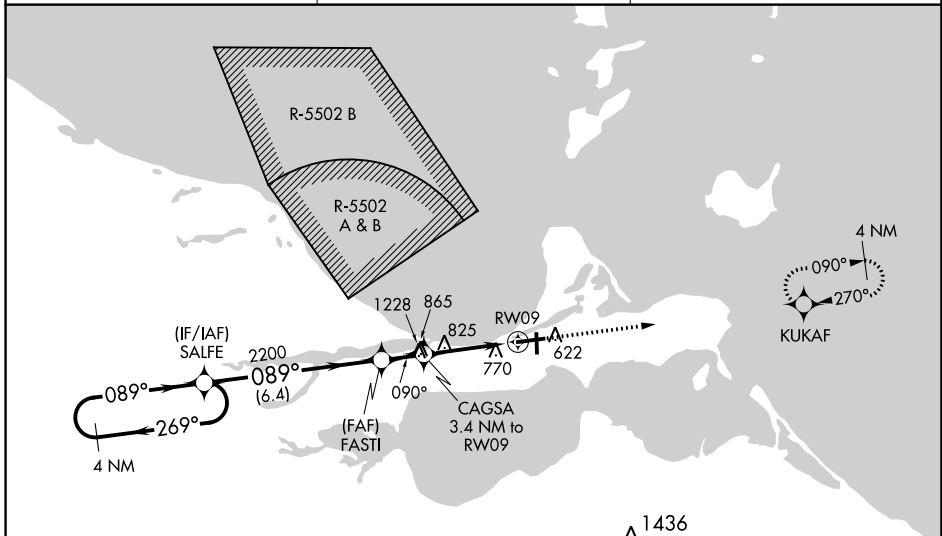 R-5502 B
R-5502
A & B
4 NM
090°
270°
KUKAF
1228
865
825
RW09
770
622
(IF/IAF)
SALFE
2200
089°
(6.4)
089°
269°
4 NM
090°
(FAF)
FASTI
CAGSA
3.4 NM to
RW09
1436